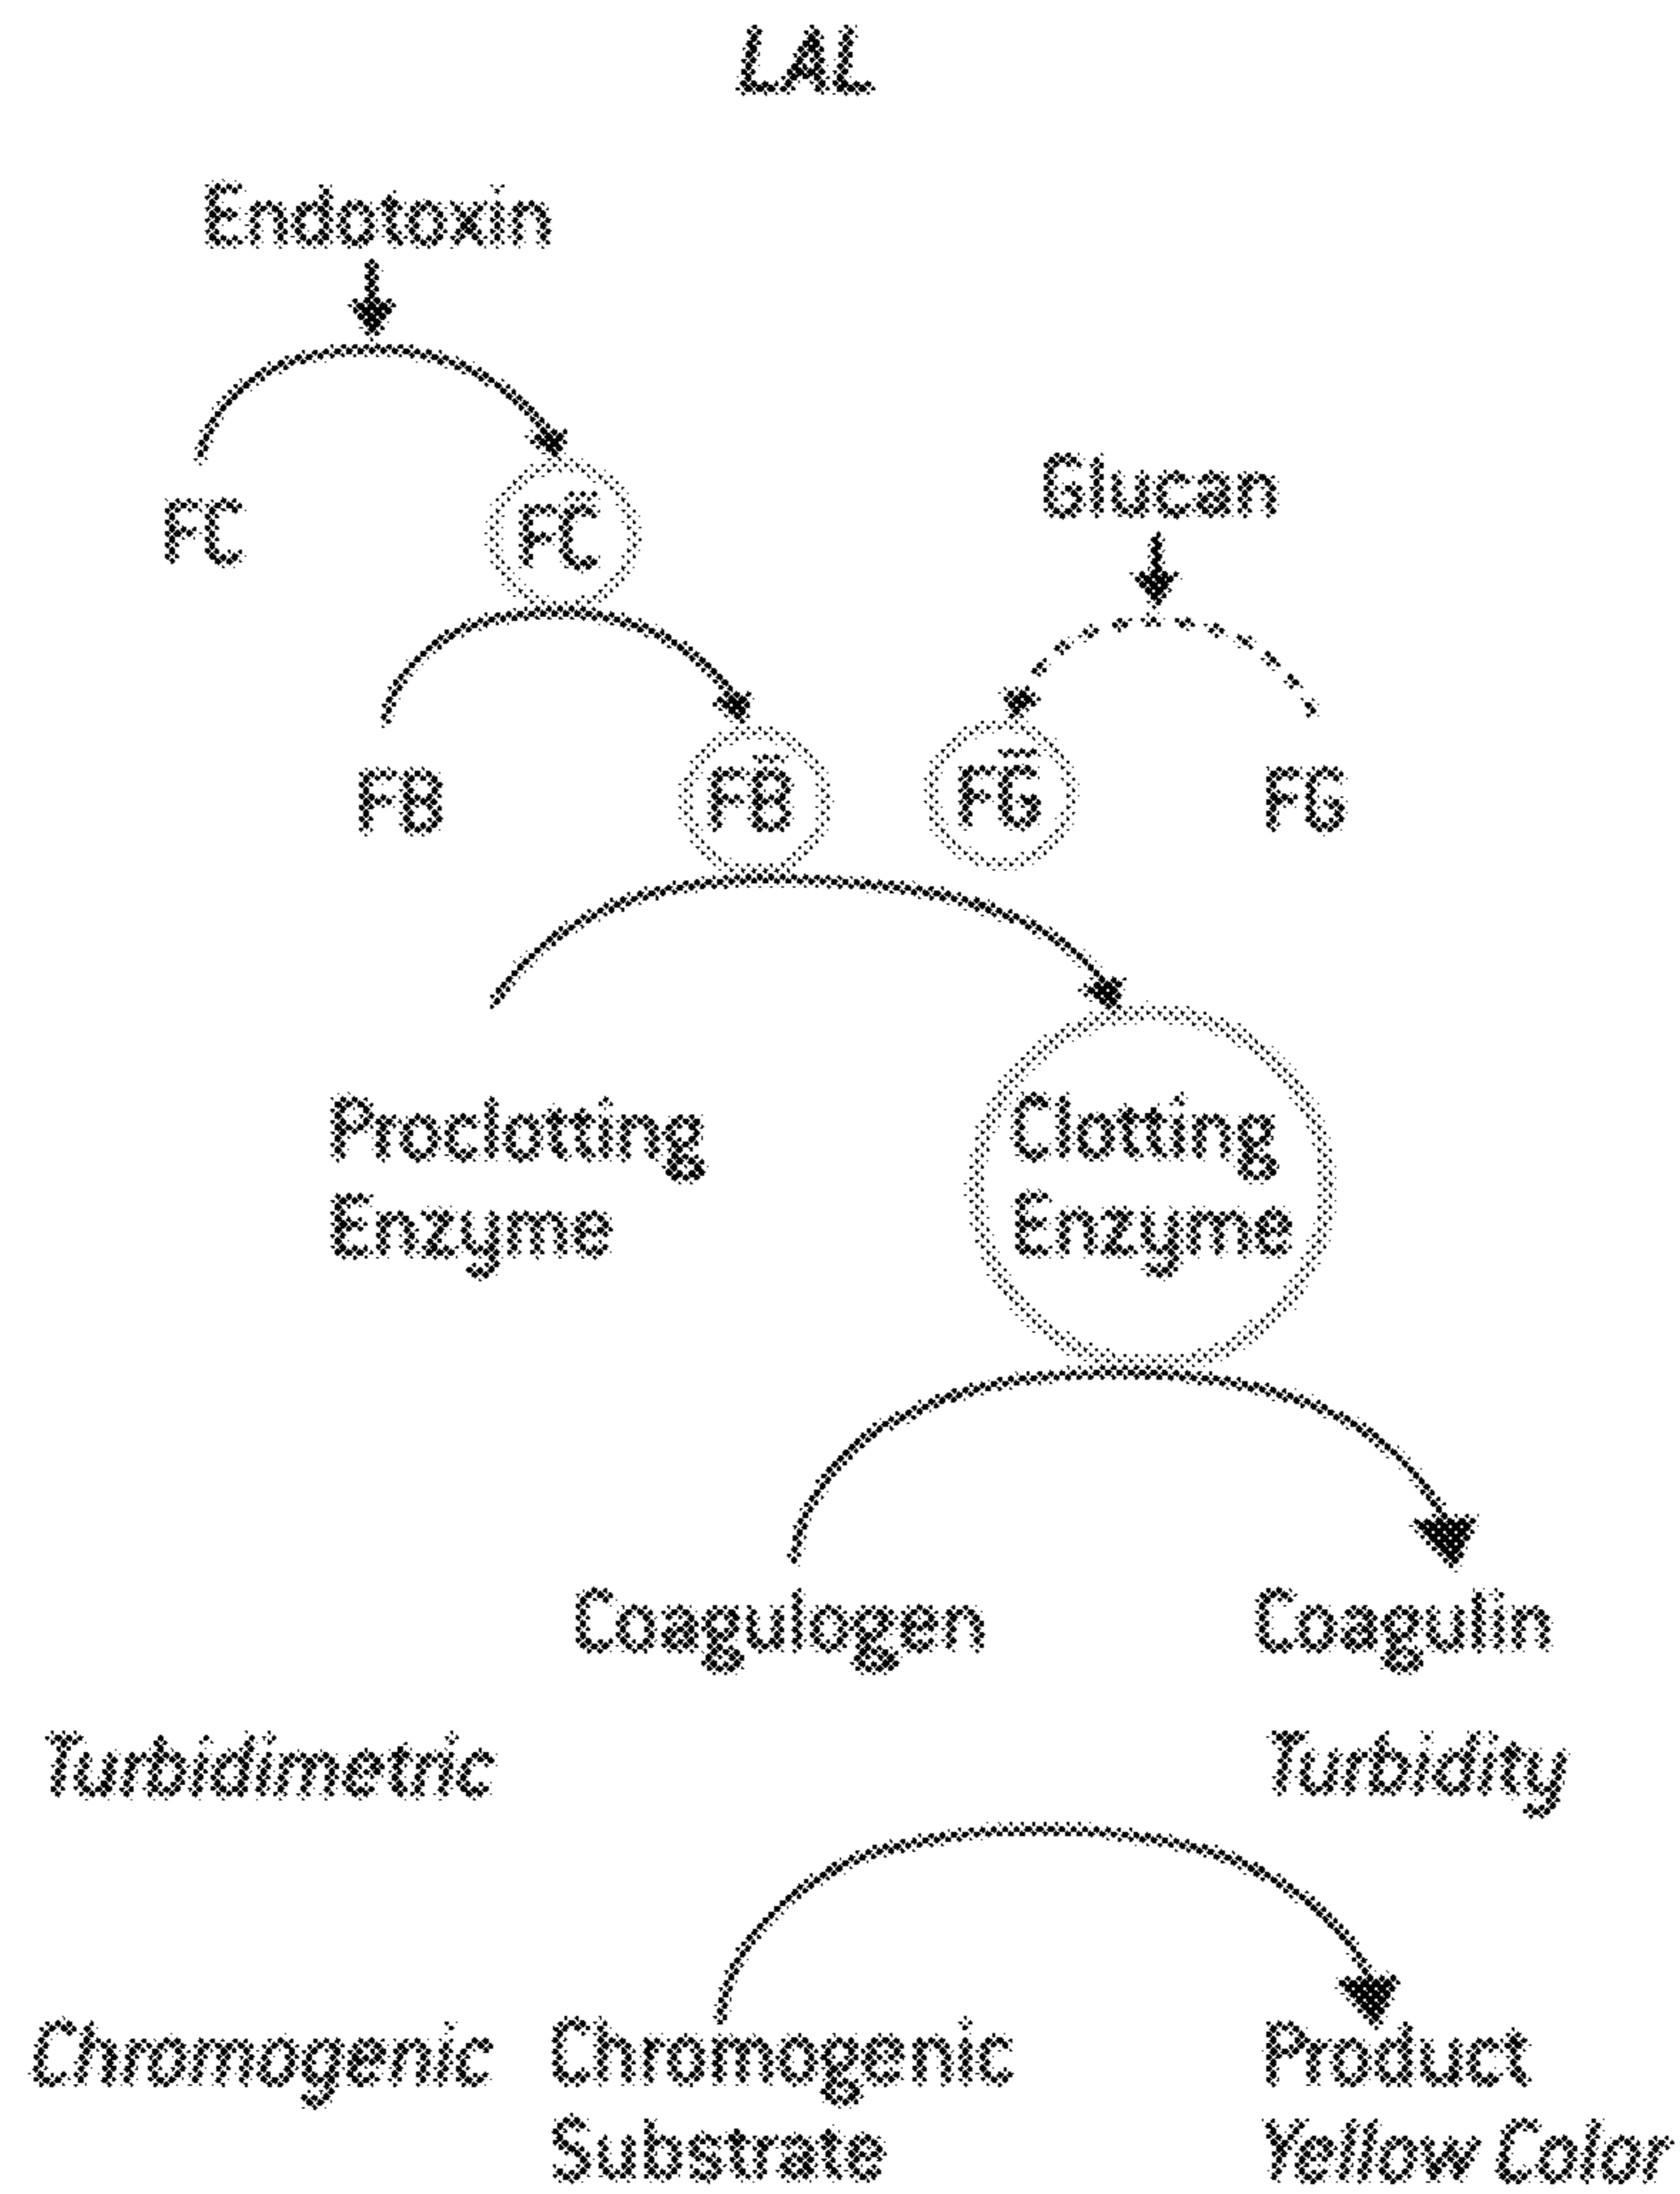 LAL
Endotoxin
Glucan
FC
FC̄
FB
FB̄
FḠ
FG
Proclotting
Enzyme
Clotting
Enzyme
Coagulogen
Coagulin
Turbidimetric
Turbidity
Chromogenic
Chromogenic
Substrate
Product
Yellow Color